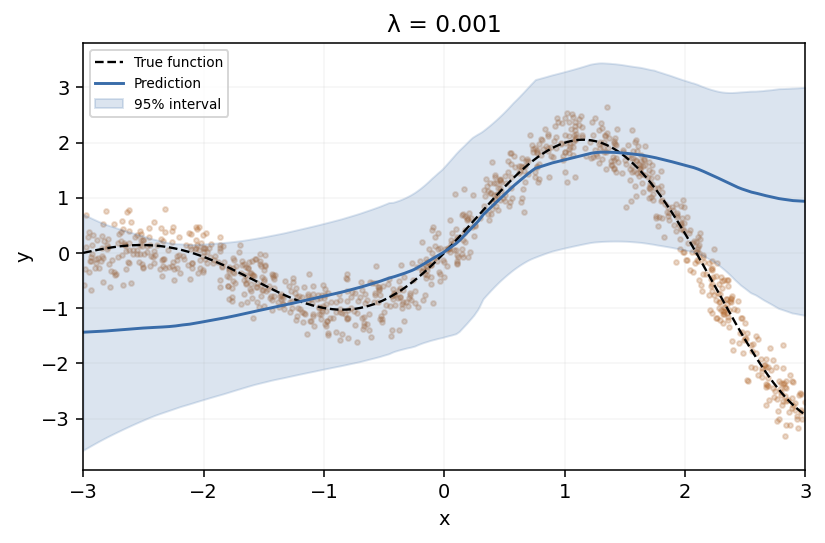 λ = 0.001
True function
Prediction
95% interval
y
3
2
1
0
−1
−2
−3
−3 −2 −1 0 1 2 3
x